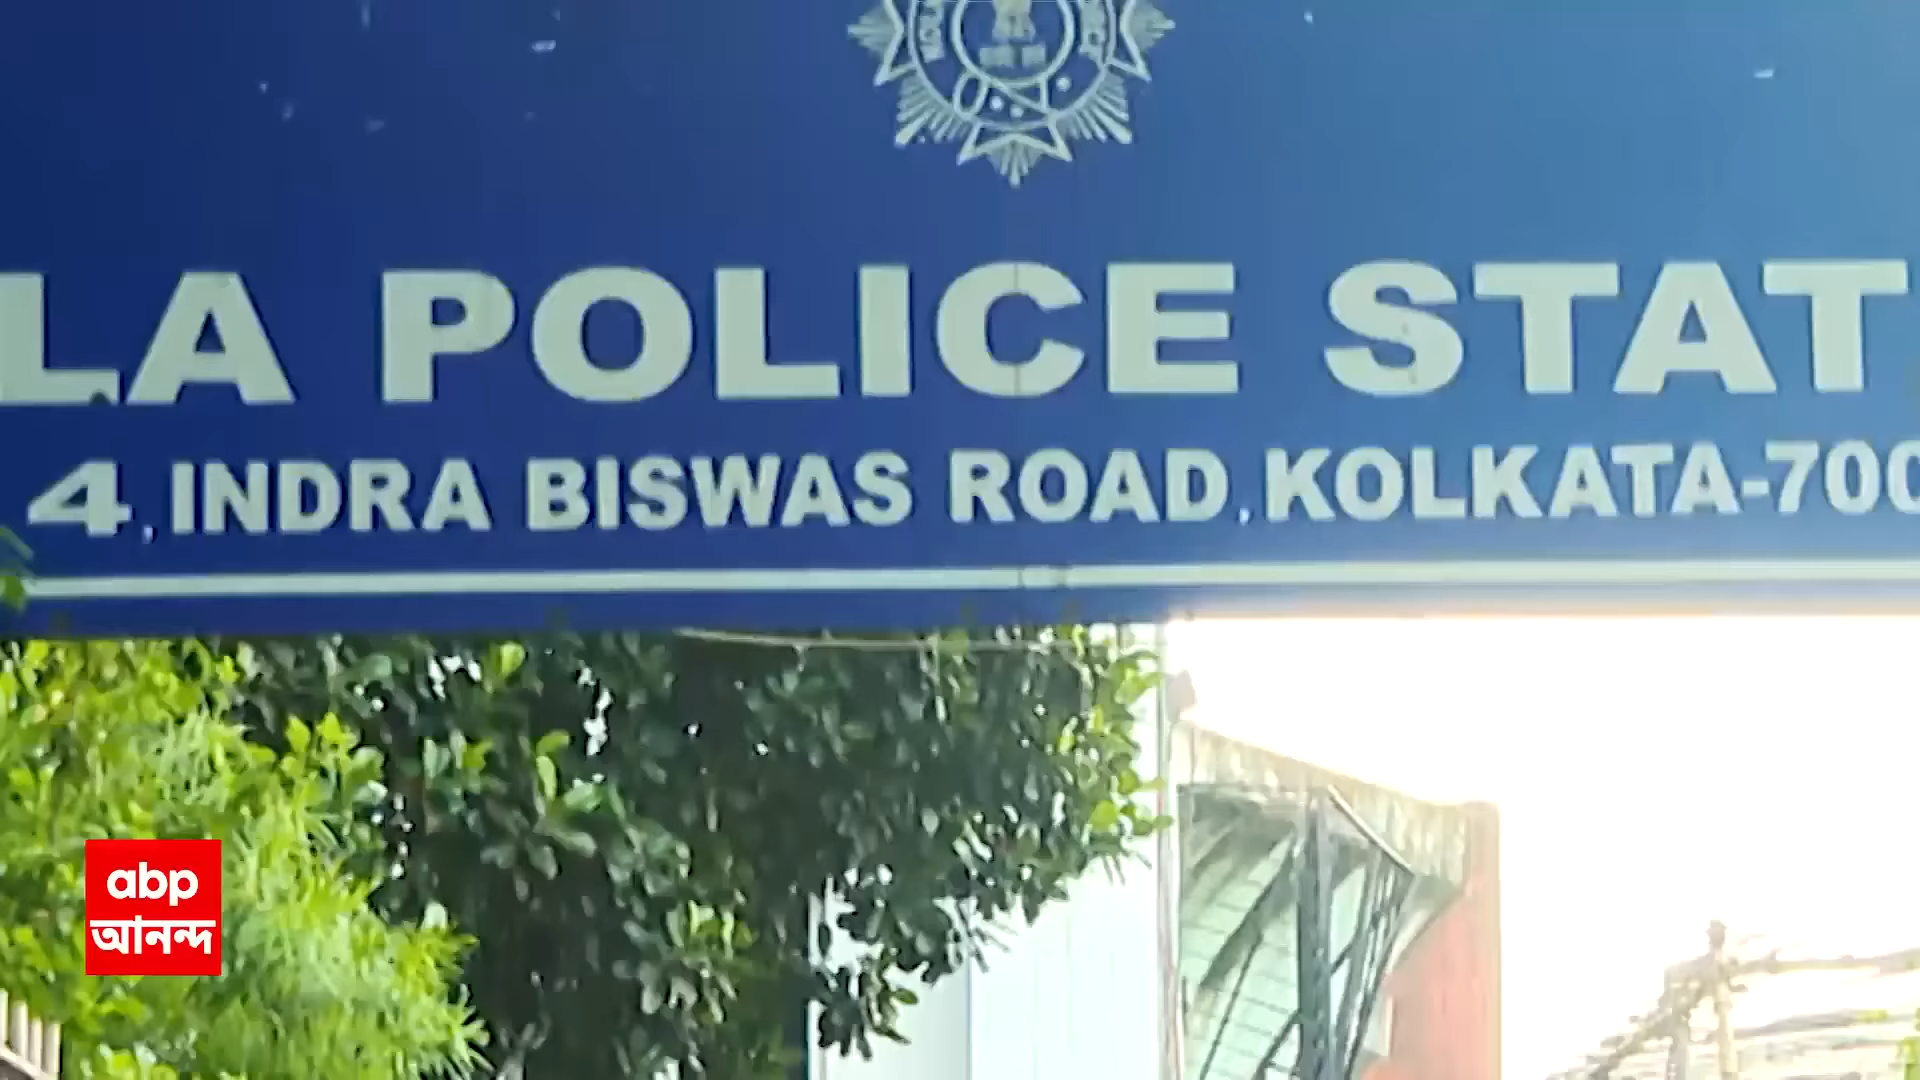 LA POLICE STAT
4, INDRA BISWAS ROAD, KOLKATA-700
abp
আনন্দ